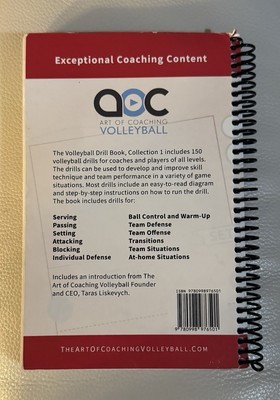 Exceptional Coaching Content
aoc
ART OF COACHING
VOLLEYBALL
The Volleyball Drill Book, Collection 1 includes 150
volleyball drills for coaches and players of all levels.
The drills can be used to develop and improve skill
technique and team performance in a variety of game
situations. Most drills include an easy-to-read diagram
and step-by-step instructions on how to run the drill.
The book includes drills for:
Serving
Passing
Setting
Attacking
Blocking
Individual Defense
Ball Control and Warm-Up
Team Defense
Team Offense
Transitions
Team Situations
At-home Situations
Includes an introduction from The
Art of Coaching Volleyball Founder
and CEO, Taras Liskevych.
ISBN 9780998976501
9 780998 976501
THEARTOFCOACHINGVOLLEYBALL.COM